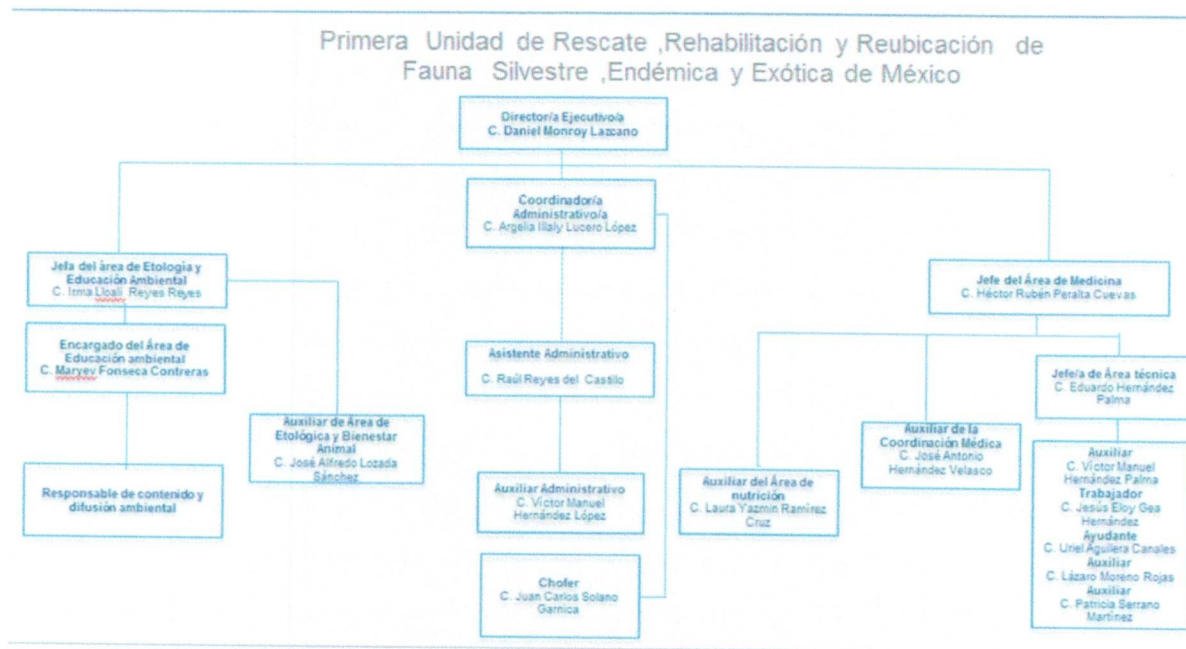 Primera Unidad de Rescate ,Rehabilitación y Reubicación de
Fauna Silvestre ,Endémica y Exótica de México
Director/a Ejecutivo/a
C. Daniel Monroy Lazcano
Coordinador/a
Administrativo/a
C. Argelia Illaly Lucero López
Jefa del área de Etología y
Educación Ambiental
C. Irma Lloali Reyes Reyes
Jefe del Área de Medicina
C. Héctor Rubén Peralta Cuevas
Encargado del Área de
Educación ambiental
C. Maryev Fonseca Contreras
Asistente Administrativo
C. Raúl Reyes del Castillo
Jefe/a de Área técnica
C. Eduardo Hernández
Palma
Auxiliar de Área de
Etológica y Bienestar
Animal
C. José Alfredo Lozada
Sánchez
Auxiliar de la
Coordinación Médica
C. José Antonio
Hernández Velasco
Responsable de contenido y
difusión ambiental
Auxiliar Administrativo
C. Víctor Manuel
Hernández López
Auxiliar del Área de
nutrición
C. Laura Yazmin Ramírez
Cruz
Auxiliar
C. Víctor Manuel
Hernández Palma
Trabajador
C. Jesús Eloy Gea
Hernández
Ayudante
C. Uriel Aguilera Canales
Auxiliar
C. Lázaro Moreno Rojas
Auxiliar
C. Patricia Serrano
Martínez
Chofer
C. Juan Carlos Solano
Garnica